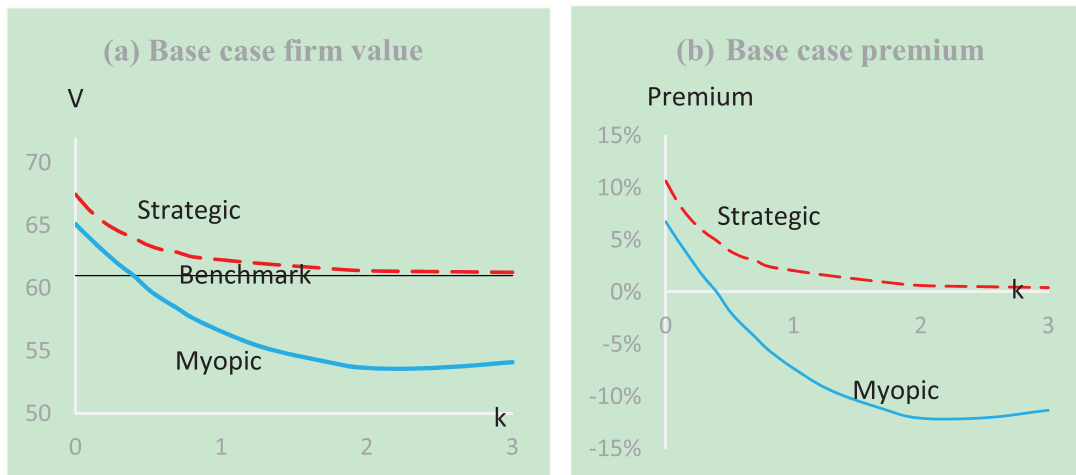 (a) Base case firm value
V
70
65
60
55
50
Strategic
Benchmark
Myopic
k
0 1 2 3
(b) Base case premium
Premium
15%
10%
5%
0%
-5%
-10%
-15%
Strategic
k
0 1 2 3
Myopic